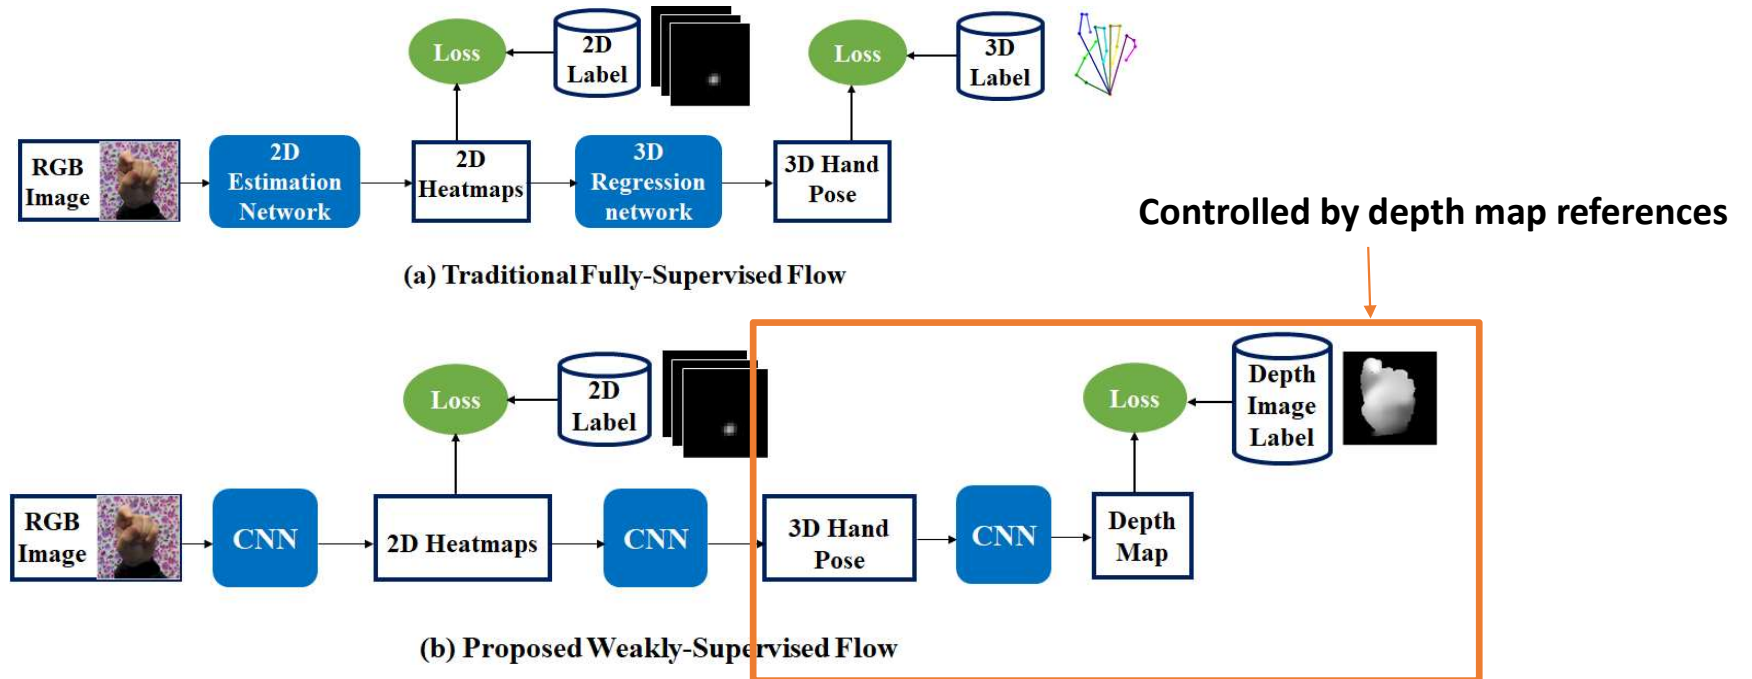 Loss
2D
Label
Loss
3D
Label
RGB
Image
2D
Estimation
Network
2D
Heatmaps
3D
Regression
network
3D Hand
Pose
Controlled by depth map references
(a) Traditional Fully-Supervised Flow
Loss
2D
Label
Loss
Depth
Image
Label
RGB
Image
CNN
2D Heatmaps
CNN
3D Hand
Pose
CNN
Depth
Map
(b) Proposed Weakly-Supervised Flow